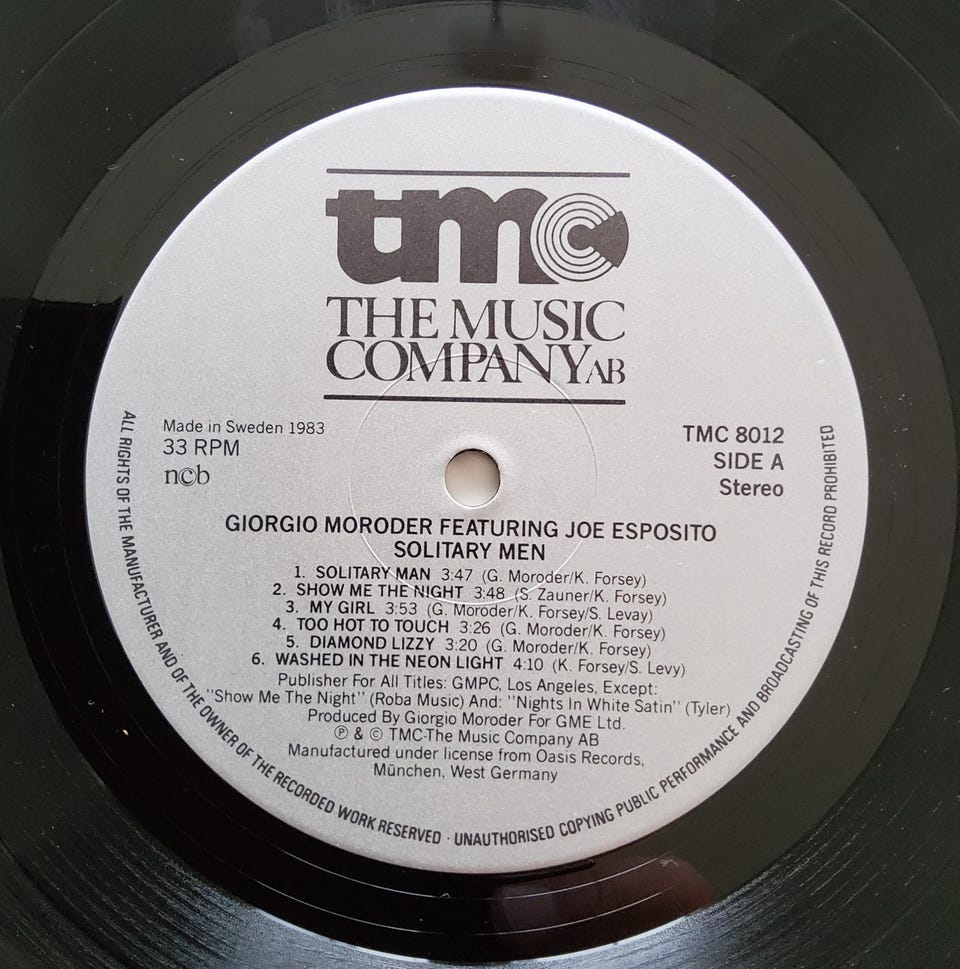 tmc
THE MUSIC
COMPANY AB
Made in Sweden 1983
33 RPM
ncb
TMC 8012
SIDE A
Stereo
GIORGIO MORODER FEATURING JOE ESPOSITO
SOLITARY MEN
1. SOLITARY MAN 3:47 (G. Moroder/K. Forsey)
2. SHOW ME THE NIGHT 3:48 (S. Zauner/K. Forsey)
3. MY GIRL 3:53 (G. Moroder/K. Forsey/S. Levay)
4. TOO HOT TO TOUCH 3:26 (G. Moroder/K. Forsey)
5. DIAMOND LIZZY 3:20 (G. Moroder/K. Forsey)
6. WASHED IN THE NEON LIGHT 4:10 (K. Forsey/S. Levy)
Publisher For All Titles: GMPC, Los Angeles, Except:
"Show Me The Night" (Roba Music) And: "Nights In White Satin" (Tyler)
Produced By Giorgio Moroder For GME Ltd.
℗ & © TMC-The Music Company AB
Manufactured under license from Oasis Records,
München, West Germany
ALL RIGHTS OF THE MANUFACTURER AND OF THE OWNER OF THE RECORDED WORK RESERVED · UNAUTHORISED COPYING PUBLIC PERFORMANCE AND BROADCASTING OF THIS RECORD PROHIBITED